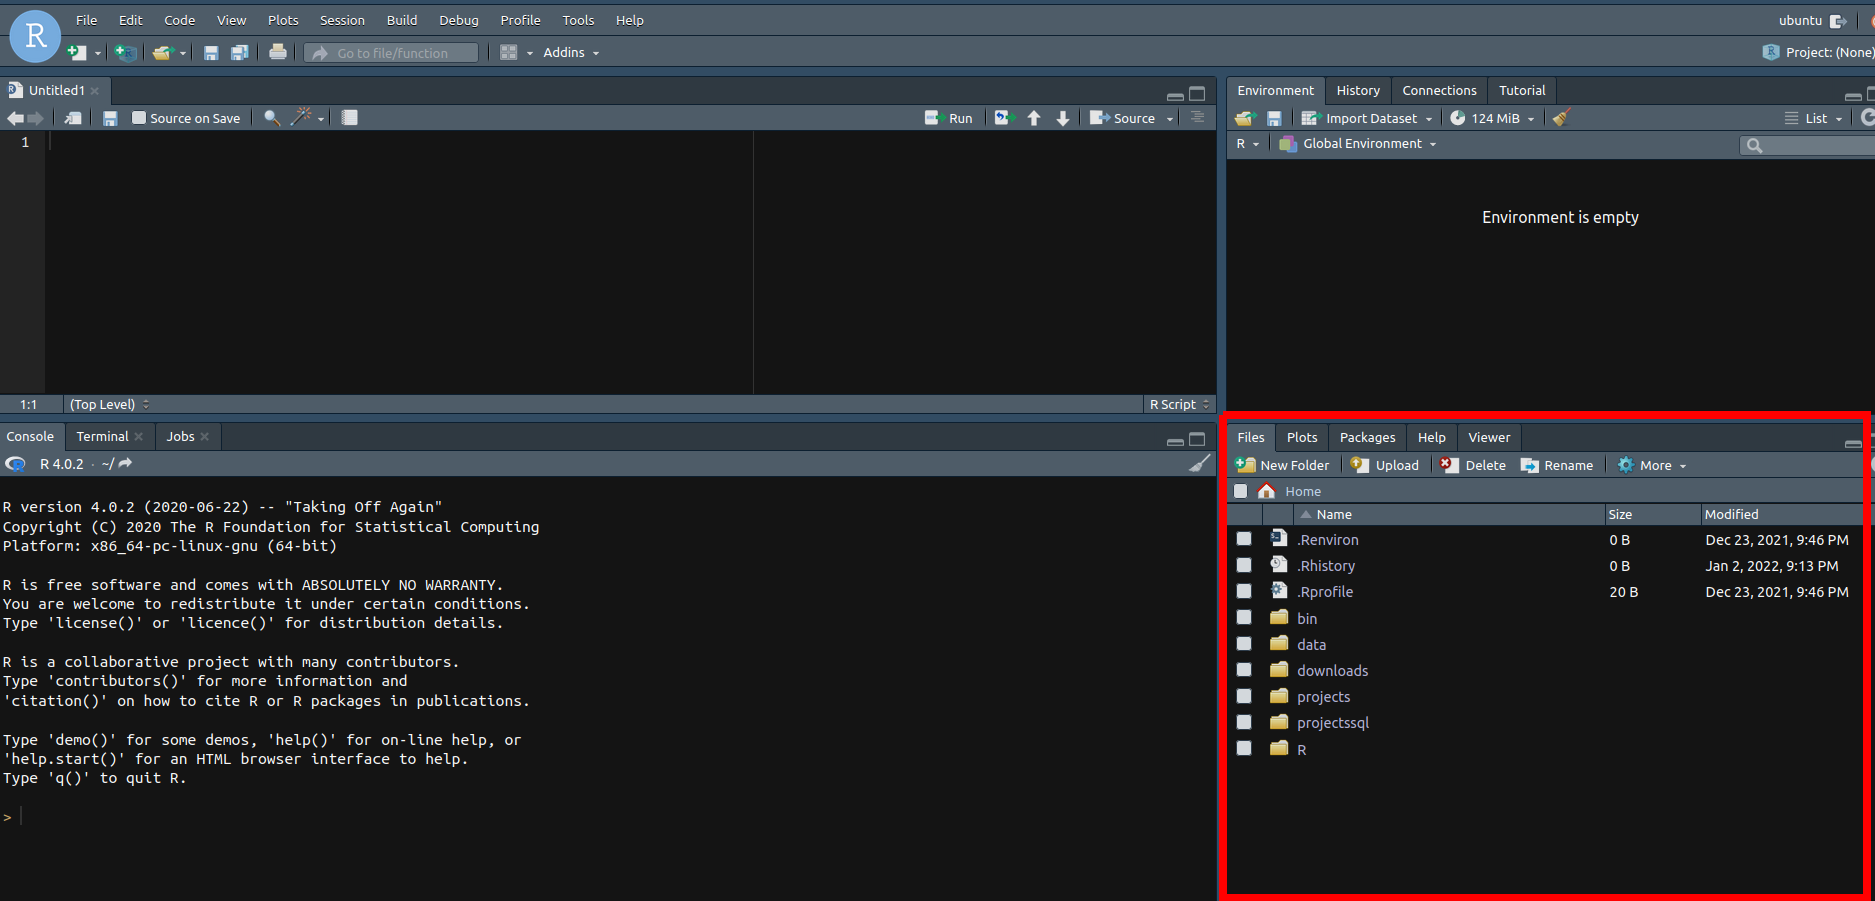 R
File Edit Code View Plots Session Build Debug Profile Tools Help
ubuntu
Go to file/function
Addins
Project: (None)
Untitled1
Source on Save
Run
Source
1
1:1
(Top Level)
R Script
Environment History Connections Tutorial
Import Dataset
124 MiB
List
R
Global Environment
Environment is empty
Console Terminal Jobs
R 4.0.2 · ~/
R version 4.0.2 (2020-06-22) -- "Taking Off Again"
Copyright (C) 2020 The R Foundation for Statistical Computing
Platform: x86_64-pc-linux-gnu (64-bit)
R is free software and comes with ABSOLUTELY NO WARRANTY.
You are welcome to redistribute it under certain conditions.
Type 'license()' or 'licence()' for distribution details.
R is a collaborative project with many contributors.
Type 'contributors()' for more information and
'citation()' on how to cite R or R packages in publications.
Type 'demo()' for some demos, 'help()' for on-line help, or
'help.start()' for an HTML browser interface to help.
Type 'q()' to quit R.
>
Files Plots Packages Help Viewer
New Folder Upload Delete Rename More
Home
Name Size Modified
.Renviron 0 B Dec 23, 2021, 9:46 PM
.Rhistory 0 B Jan 2, 2022, 9:13 PM
.Rprofile 20 B Dec 23, 2021, 9:46 PM
bin
data
downloads
projects
projectssql
R